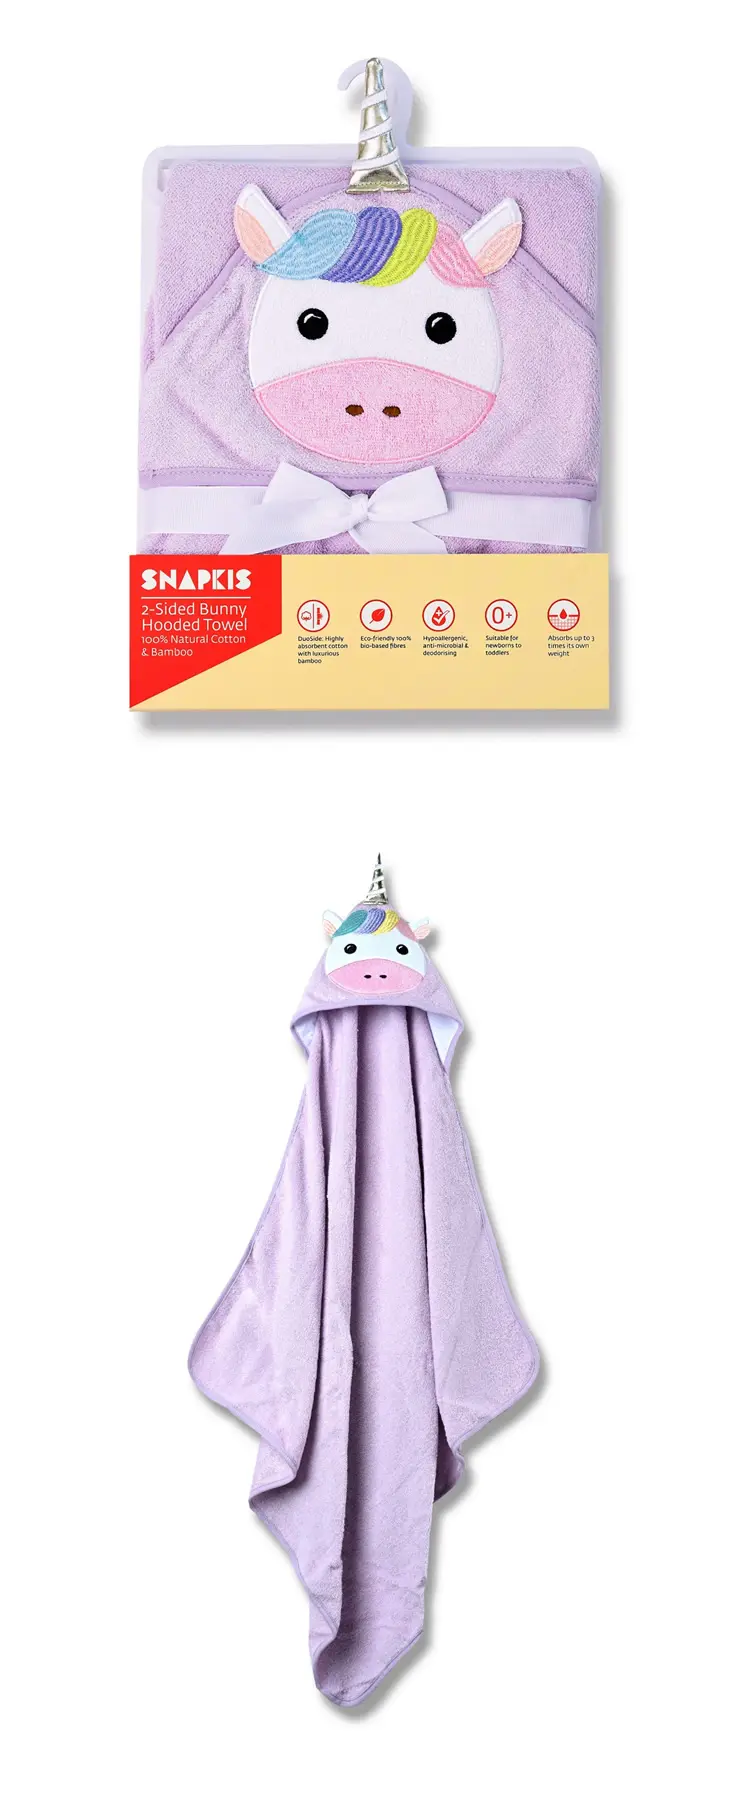 SNAPKIS
2-Sided Bunny
Hooded Towel
100% Natural Cotton
& Bamboo
DuoSide: Highly
absorbent cotton
with luxurious
bamboo
Eco-friendly 100%
bio-based fibres
Hypoallergenic,
anti-microbial &
deodorising
0+
Suitable for
newborns to
toddlers
Absorbs up to 3
times its own
weight